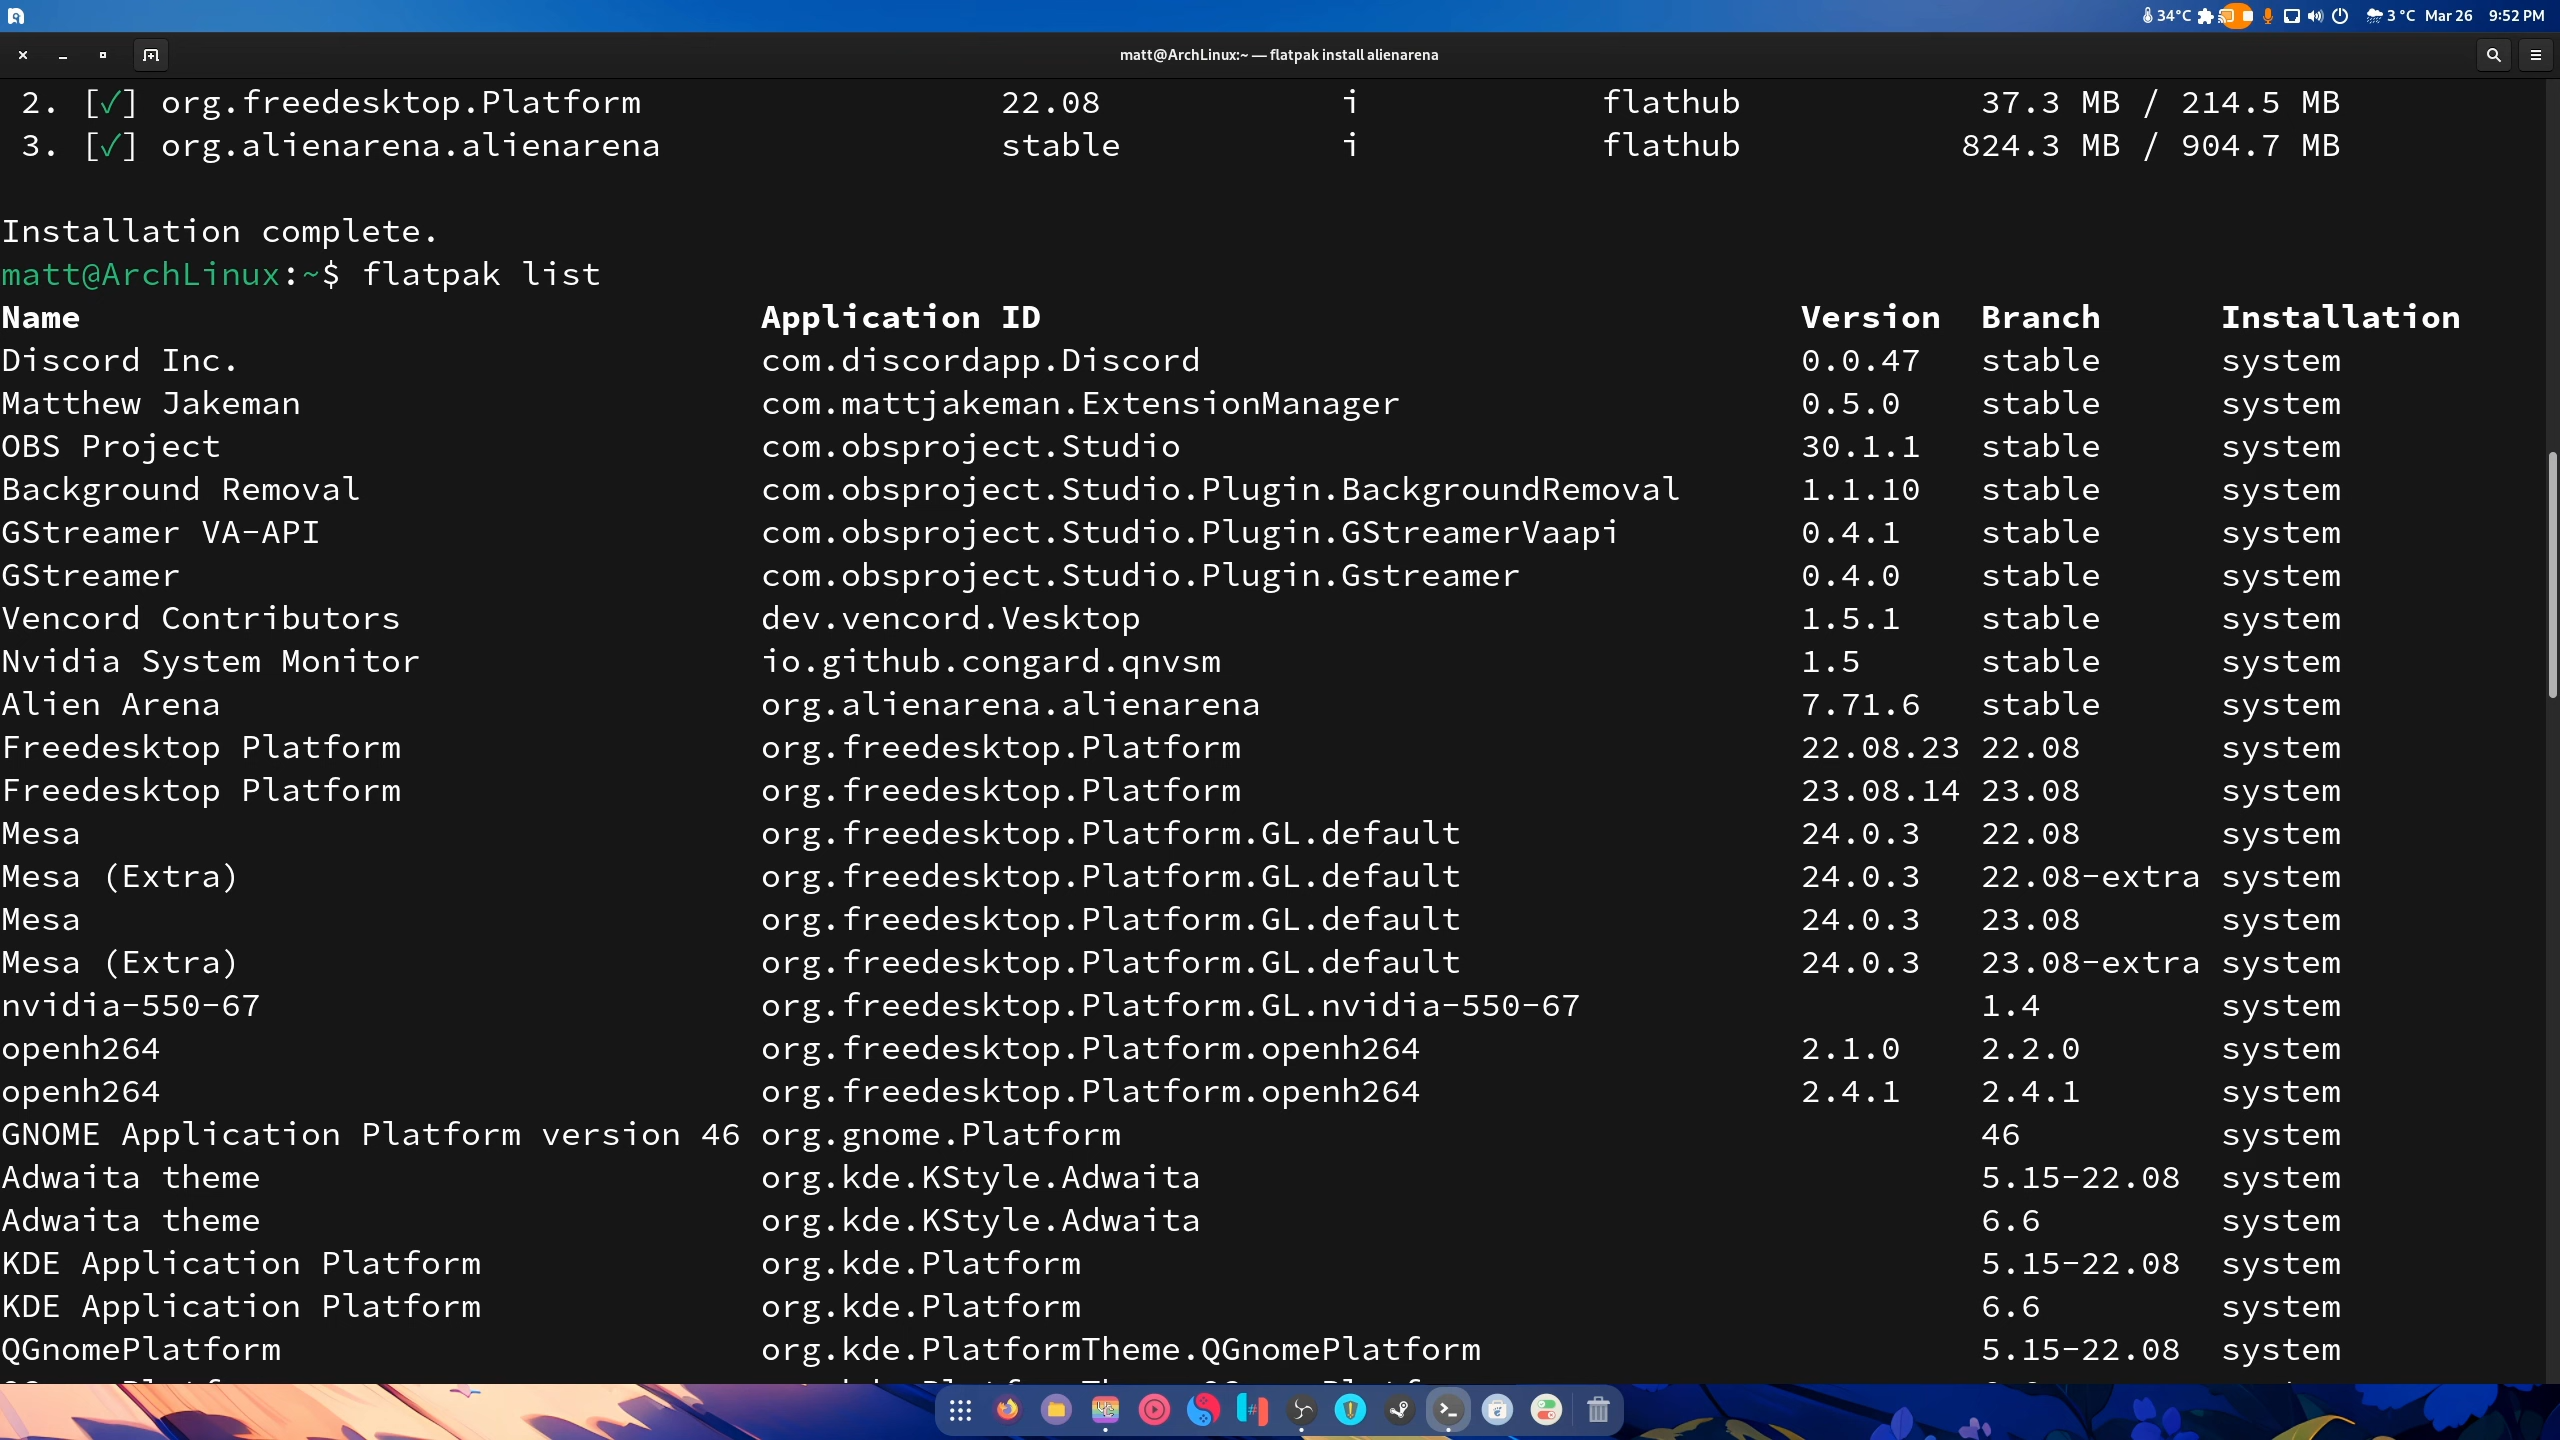 34°C 3 °C Mar 26 9:52 PM
matt@ArchLinux:~ — flatpak install alienarena
2. [✓] org.freedesktop.Platform 22.08 i flathub 37.3 MB / 214.5 MB
3. [✓] org.alienarena.alienarena stable i flathub 824.3 MB / 904.7 MB
Installation complete.
matt@ArchLinux:~$ flatpak list
Name Application ID Version Branch Installation
Discord Inc. com.discordapp.Discord 0.0.47 stable system
Matthew Jakeman com.mattjakeman.ExtensionManager 0.5.0 stable system
OBS Project com.obsproject.Studio 30.1.1 stable system
Background Removal com.obsproject.Studio.Plugin.BackgroundRemoval 1.1.10 stable system
GStreamer VA-API com.obsproject.Studio.Plugin.GStreamerVaapi 0.4.1 stable system
GStreamer com.obsproject.Studio.Plugin.Gstreamer 0.4.0 stable system
Vencord Contributors dev.vencord.Vesktop 1.5.1 stable system
Nvidia System Monitor io.github.congard.qnvsm 1.5 stable system
Alien Arena org.alienarena.alienarena 7.71.6 stable system
Freedesktop Platform org.freedesktop.Platform 22.08.23 22.08 system
Freedesktop Platform org.freedesktop.Platform 23.08.14 23.08 system
Mesa org.freedesktop.Platform.GL.default 24.0.3 22.08 system
Mesa (Extra) org.freedesktop.Platform.GL.default 24.0.3 22.08-extra system
Mesa org.freedesktop.Platform.GL.default 24.0.3 23.08 system
Mesa (Extra) org.freedesktop.Platform.GL.default 24.0.3 23.08-extra system
nvidia-550-67 org.freedesktop.Platform.GL.nvidia-550-67 1.4 system
openh264 org.freedesktop.Platform.openh264 2.1.0 2.2.0 system
openh264 org.freedesktop.Platform.openh264 2.4.1 2.4.1 system
GNOME Application Platform version 46 org.gnome.Platform 46 system
Adwaita theme org.kde.KStyle.Adwaita 5.15-22.08 system
Adwaita theme org.kde.KStyle.Adwaita 6.6 system
KDE Application Platform org.kde.Platform 5.15-22.08 system
KDE Application Platform org.kde.Platform 6.6 system
QGnomePlatform org.kde.PlatformTheme.QGnomePlatform 5.15-22.08 system